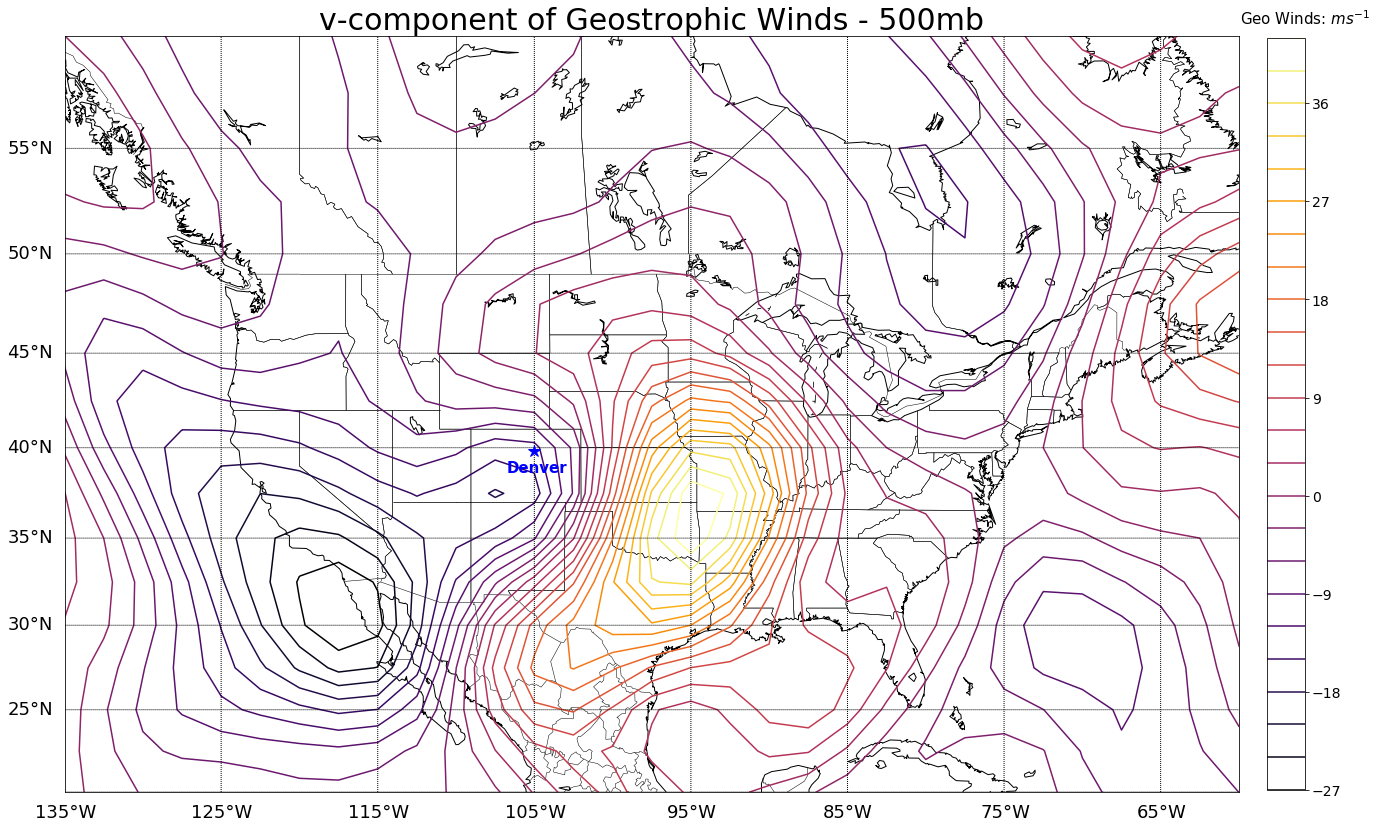 v-component of Geostrophic Winds - 500mb
Geo Winds: ms⁻¹
36
27
18
9
0
−9
−18
−27
55°N
50°N
45°N
40°N
35°N
30°N
25°N
Denver
135°W 125°W 115°W 105°W 95°W 85°W 75°W 65°W